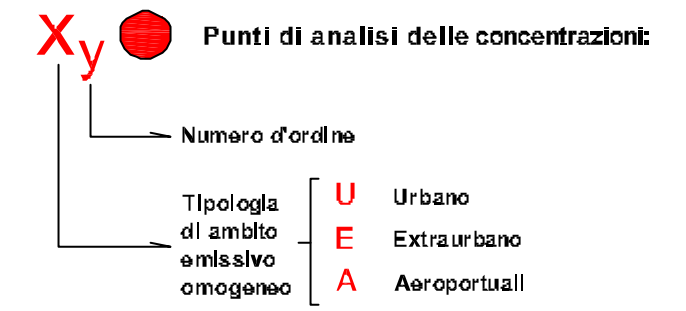 Xy Punti di analisi delle concentrazioni:
Numero d'ordine
Tipologia
di ambito
emissivo
omogeneo
U Urbano
E Extraurbano
A Aeroportuali